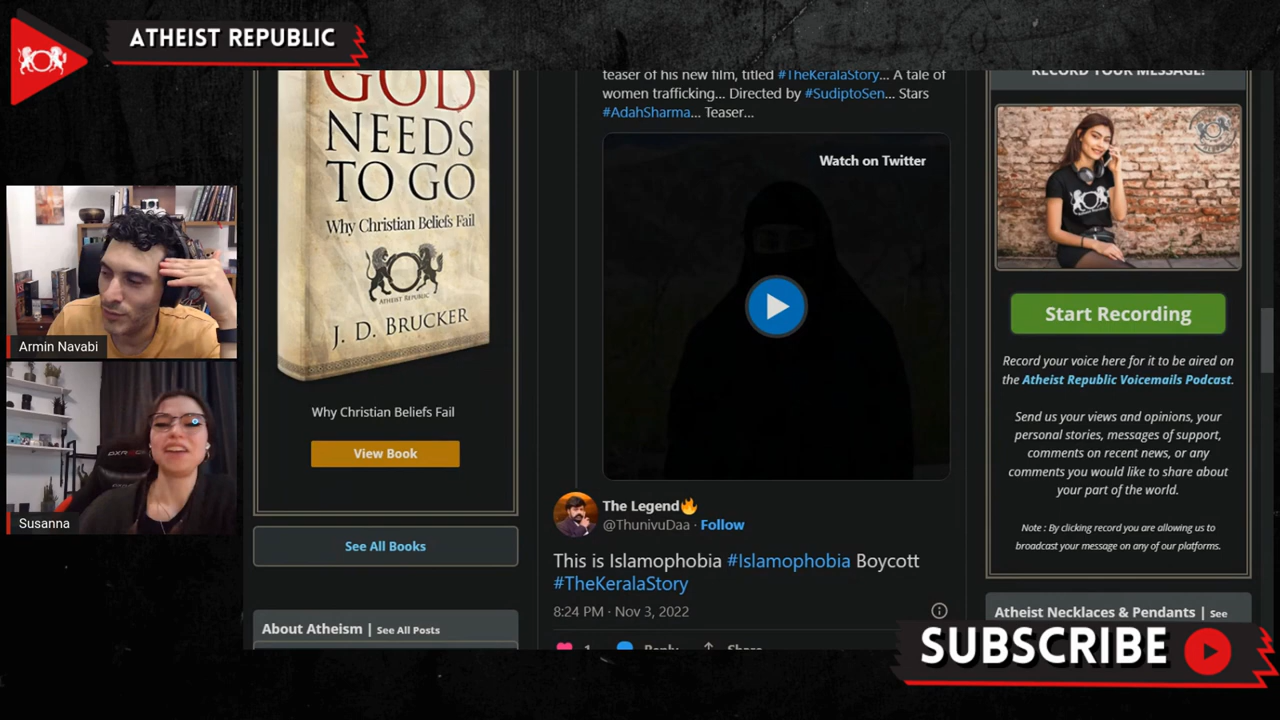 ATHEIST REPUBLIC
Armin Navabi
Susanna
GOD
NEEDS
TO GO
Why Christian Beliefs Fail
ATHEIST REPUBLIC
J. D. BRUCKER
Why Christian Beliefs Fail
View Book
See All Books
About Atheism | See All Posts
teaser of his new film, titled #TheKeralaStory... A tale of
women trafficking... Directed by #SudiptoSen... Stars
#AdahSharma... Teaser...
Watch on Twitter
The Legend🔥
@ThunivuDaa · Follow
This is Islamophobia #Islamophobia Boycott
#TheKeralaStory
8:24 PM · Nov 3, 2022
1 Reply Share
RECORD YOUR MESSAGE!
Start Recording
Record your voice here for it to be aired on
the Atheist Republic Voicemails Podcast.
Send us your views and opinions, your
personal stories, messages of support,
comments on recent news, or any
comments you would like to share about
your part of the world.
Note : By clicking record you are allowing us to
broadcast your message on any of our platforms.
Atheist Necklaces & Pendants | See
SUBSCRIBE